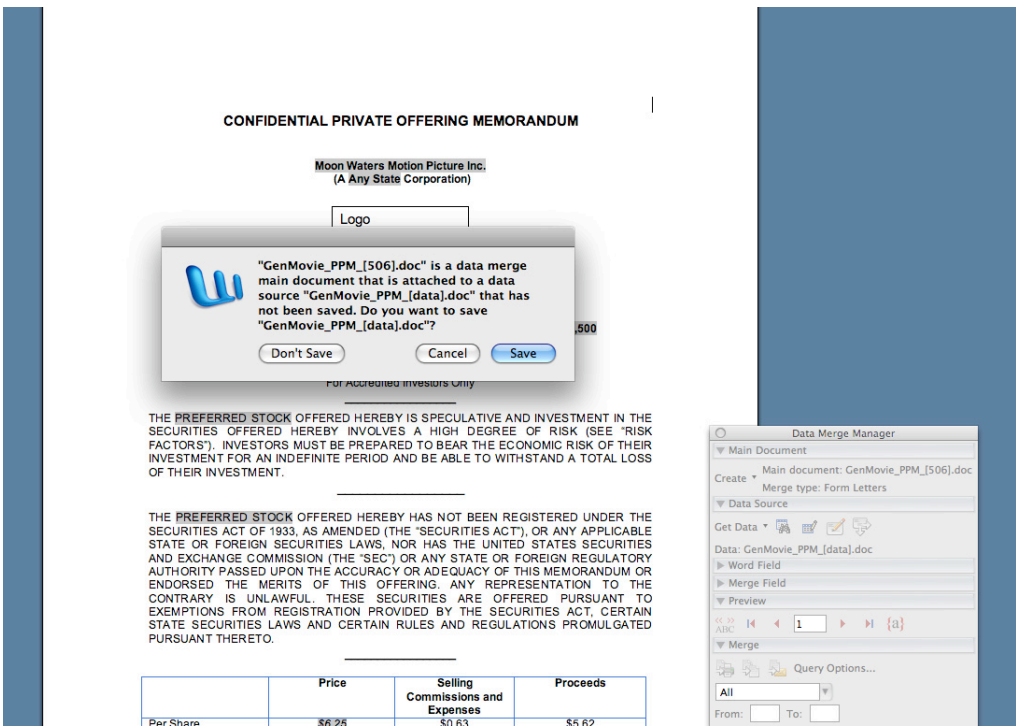 CONFIDENTIAL PRIVATE OFFERING MEMORANDUM
Moon Waters Motion Picture Inc.
(A Any State Corporation)
Logo
"GenMovie_PPM_[506].doc" is a data merge
main document that is attached to a data
source "GenMovie_PPM_[data].doc" that has
not been saved. Do you want to save
"GenMovie_PPM_[data].doc"?
,500
Don't Save Cancel Save
For Accredited Investors Only
THE PREFERRED STOCK OFFERED HEREBY IS SPECULATIVE AND INVESTMENT IN THE
SECURITIES OFFERED HEREBY INVOLVES A HIGH DEGREE OF RISK (SEE "RISK
FACTORS"). INVESTORS MUST BE PREPARED TO BEAR THE ECONOMIC RISK OF THEIR
INVESTMENT FOR AN INDEFINITE PERIOD AND BE ABLE TO WITHSTAND A TOTAL LOSS
OF THEIR INVESTMENT.
THE PREFERRED STOCK OFFERED HEREBY HAS NOT BEEN REGISTERED UNDER THE
SECURITIES ACT OF 1933, AS AMENDED (THE "SECURITIES ACT"), OR ANY APPLICABLE
STATE OR FOREIGN SECURITIES LAWS, NOR HAS THE UNITED STATES SECURITIES
AND EXCHANGE COMMISSION (THE "SEC") OR ANY STATE OR FOREIGN REGULATORY
AUTHORITY PASSED UPON THE ACCURACY OR ADEQUACY OF THIS MEMORANDUM OR
ENDORSED THE MERITS OF THIS OFFERING. ANY REPRESENTATION TO THE
CONTRARY IS UNLAWFUL. THESE SECURITIES ARE OFFERED PURSUANT TO
EXEMPTIONS FROM REGISTRATION PROVIDED BY THE SECURITIES ACT, CERTAIN
STATE SECURITIES LAWS AND CERTAIN RULES AND REGULATIONS PROMULGATED
PURSUANT THERETO.
Price Selling Proceeds
Commissions and
Expenses
Per Share $6.25 $0.63 $5.62
Data Merge Manager
Main Document
Create Main document: GenMovie_PPM_[506].doc
Merge type: Form Letters
Data Source
Get Data
Data: GenMovie_PPM_[data].doc
Word Field
Merge Field
Preview
« » ABC 1 {a}
Merge
Query Options...
All
From: To: